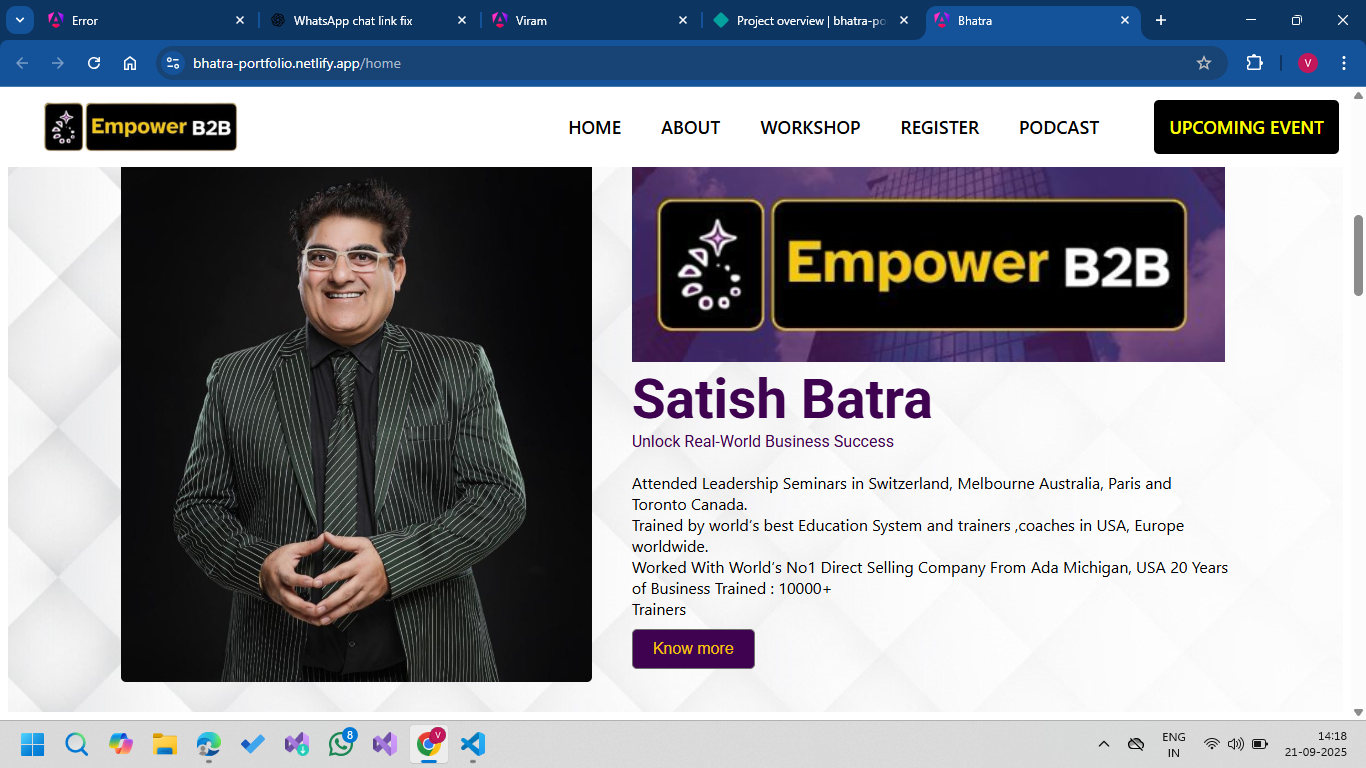 Error
WhatsApp chat link fix
Viram
Project overview | bhatra-po
Bhatra
bhatra-portfolio.netlify.app/home
V
Empower B2B
HOME
ABOUT
WORKSHOP
REGISTER
PODCAST
UPCOMING EVENT
Empower B2B
Satish Batra
Unlock Real-World Business Success
Attended Leadership Seminars in Switzerland, Melbourne Australia, Paris and
Toronto Canada.
Trained by world’s best Education System and trainers ,coaches in USA, Europe
worldwide.
Worked With World’s No1 Direct Selling Company From Ada Michigan, USA 20 Years
of Business Trained : 10000+
Trainers
Know more
8
V
ENG
IN
14:18
21-09-2025